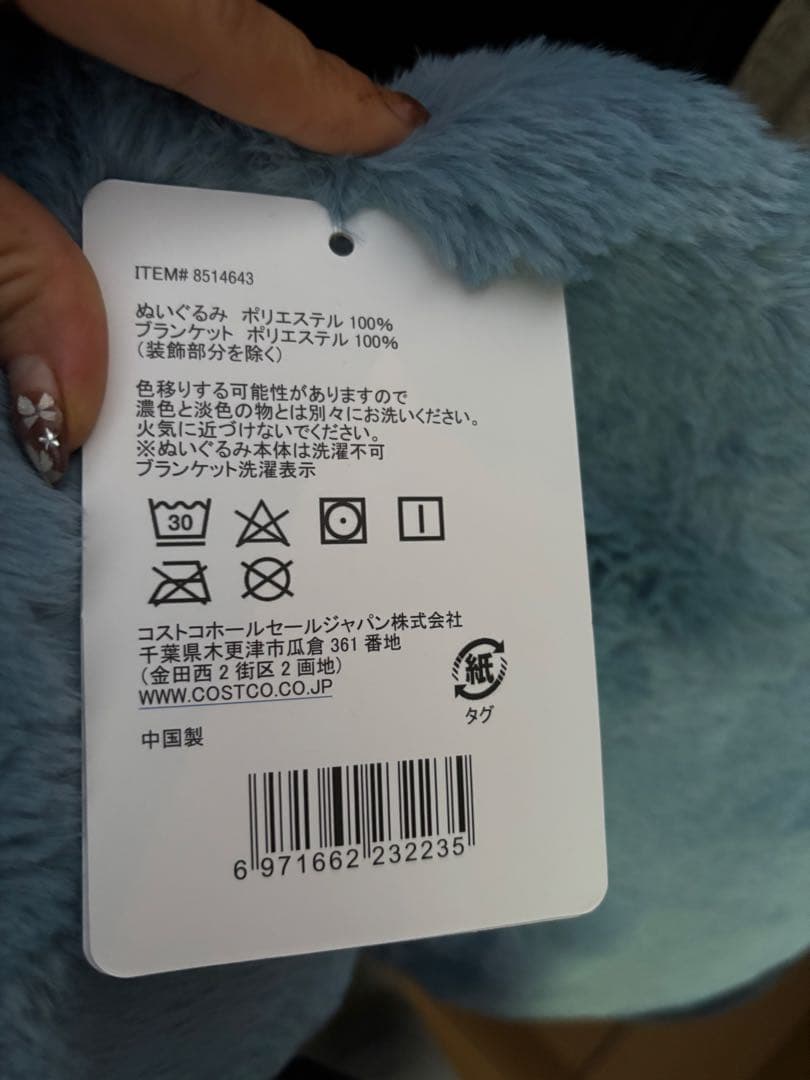 ITEM# 8514643
ぬいぐるみ ポリエステル 100%
ブランケット ポリエステル 100%
（装飾部分を除く）
色移りする可能性がありますので
濃色と淡色の物とは別々にお洗いください。
火気に近づけないでください。
※ぬいぐるみ本体は洗濯不可
ブランケット洗濯表示
30
コストコホールセールジャパン株式会社
千葉県木更津市瓜倉 361 番地
（金田西 2 街区 2 画地）
WWW.COSTCO.CO.JP
紙
タグ
中国製
6 971662 232235